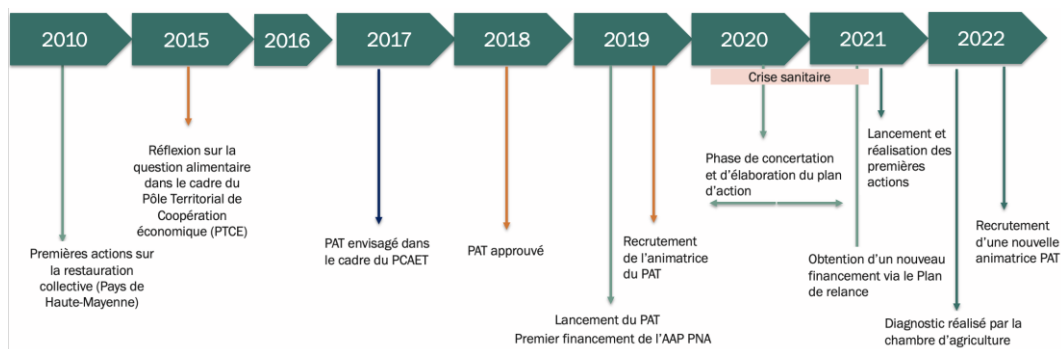 2010
2015
2016
2017
2018
2019
2020
2021
2022
Crise sanitaire
Premières actions sur
la restauration
collective (Pays de
Haute-Mayenne)
Réflexion sur la
question alimentaire
dans le cadre du
Pôle Territorial de
Coopération
économique (PTCE)
PAT envisagé dans
le cadre du PCAET
PAT approuvé
Lancement du PAT
Premier financement de l'AAP PNA
Recrutement
de l'animatrice
du PAT
Phase de concertation
et d'élaboration du plan
d'action
Obtention d'un nouveau
financement via le Plan
de relance
Lancement et
réalisation des
premières
actions
Diagnostic réalisé par la
chambre d'agriculture
Recrutement
d'une nouvelle
animatrice PAT